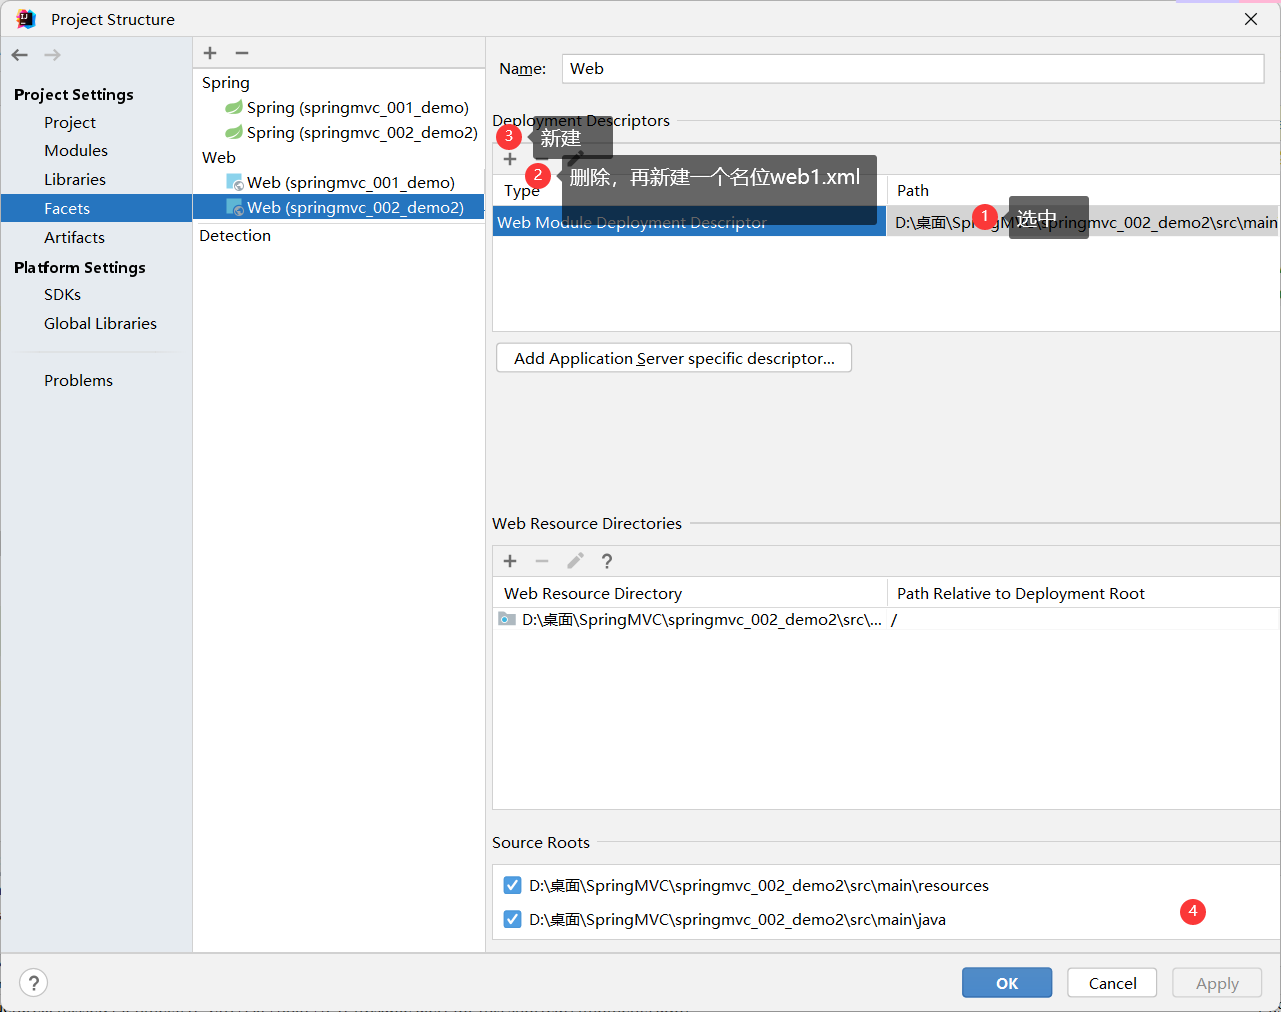 Project Structure
Project Settings
Project
Modules
Libraries
Facets
Artifacts
Platform Settings
SDKs
Global Libraries
Problems
Spring
Spring (springmvc_001_demo)
Spring (springmvc_002_demo2)
Web
Web (springmvc_001_demo)
Web (springmvc_002_demo2)
Detection
Name: Web
Deployment Descriptors
3 新建
2 删除，再新建一个名位web1.xml
Type Path
Web Module Deployment Descriptor D:\桌面\SpringMVC\springmvc_002_demo2\src\main
1 选中
Add Application Server specific descriptor...
Web Resource Directories
?
Web Resource Directory Path Relative to Deployment Root
D:\桌面\SpringMVC\springmvc_002_demo2\src\... /
Source Roots
D:\桌面\SpringMVC\springmvc_002_demo2\src\main\resources
D:\桌面\SpringMVC\springmvc_002_demo2\src\main\java
4
? OK Cancel Apply